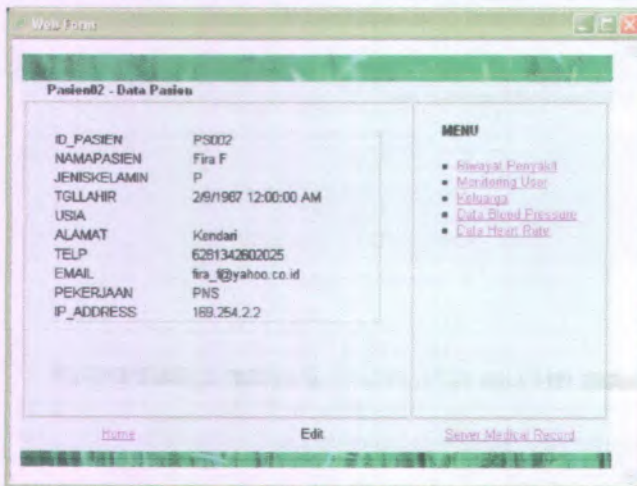 Web Form
Pasien02 - Data Pasien
ID_PASIEN PS002
NAMAPASIEN Fira F
JENISKELAMIN P
TGLLAHIR 2/9/1987 12:00:00 AM
USIA
ALAMAT Kendari
TELP 6281342602025
EMAIL fira_f@yahoo.co.id
PEKERJAAN PNS
IP_ADDRESS 169.254.2.2
MENU
Riwayat Penyakit
Monitoring User
Keluarga
Data Blood Pressure
Data Heart Rate
Home
Edit
Server Medical Record